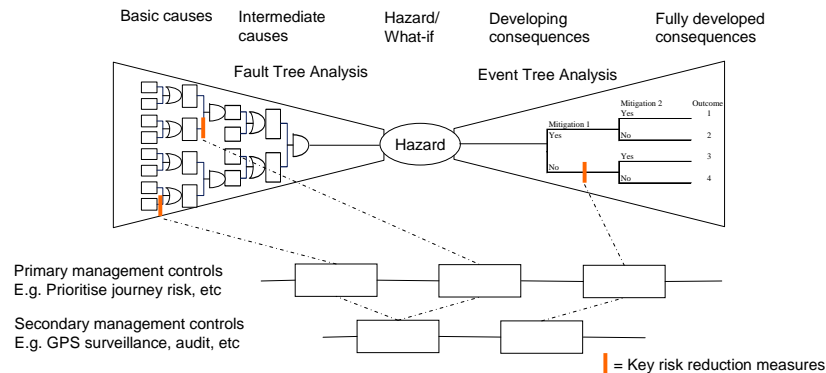 Basic causes
Intermediate
causes
Hazard/
What-if
Developing
consequences
Fully developed
consequences
Fault Tree Analysis
Event Tree Analysis
Hazard
Mitigation 1
Yes
No
Mitigation 2
Outcome
Yes
1
No
2
Yes
3
No
4
Primary management controls
E.g. Prioritise journey risk, etc
Secondary management controls
E.g. GPS surveillance, audit, etc
= Key risk reduction measures